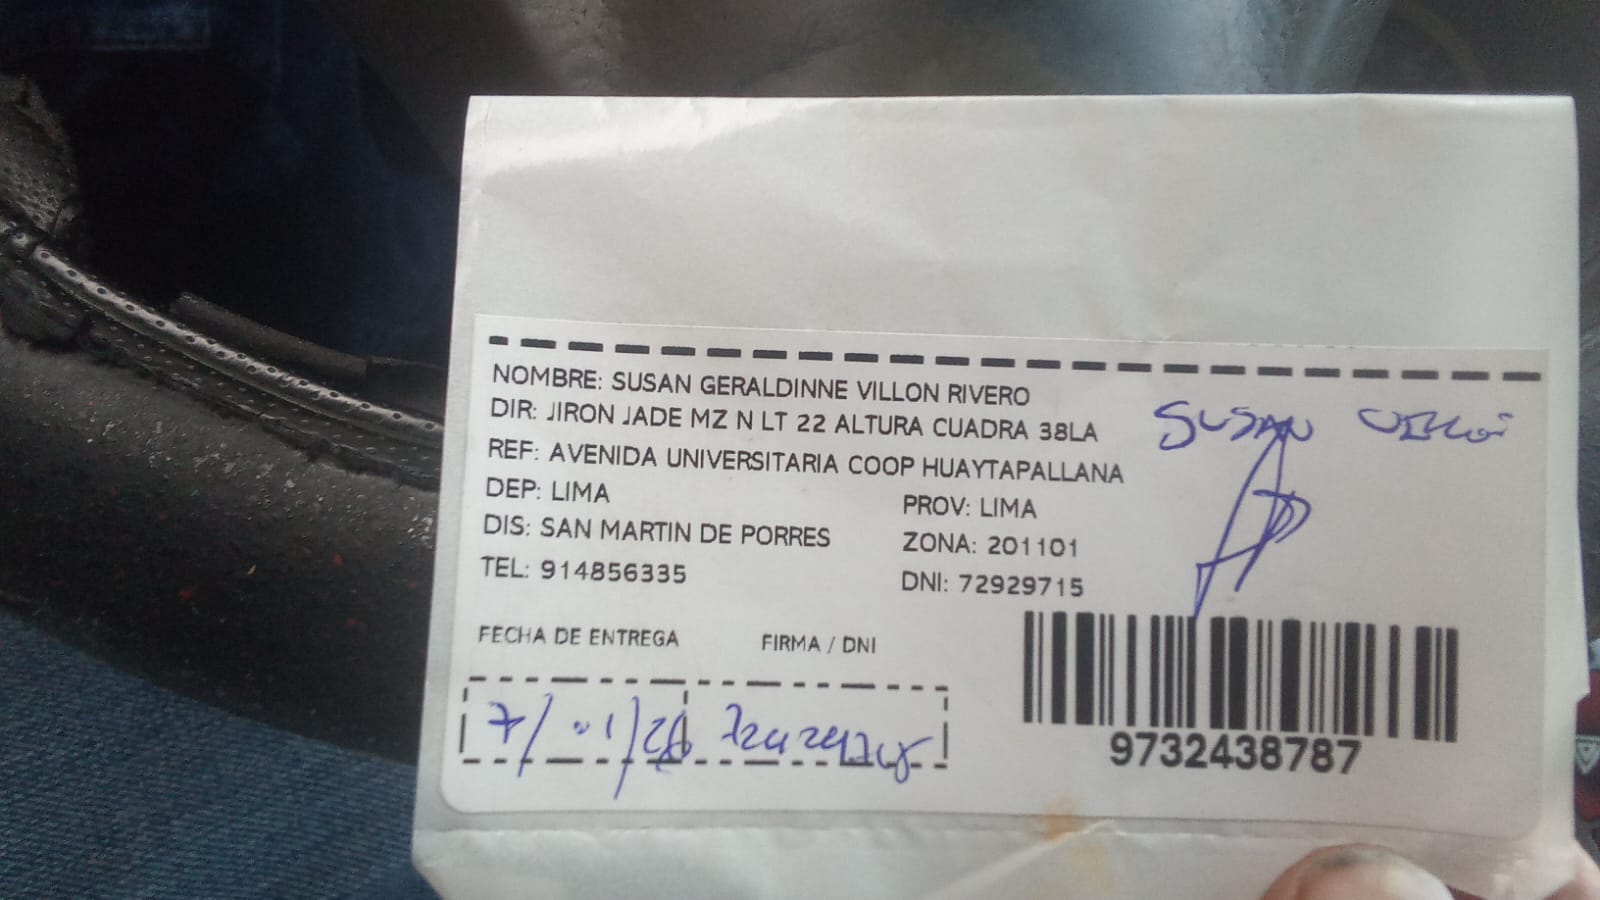 NOMBRE: SUSAN GERALDINNE VILLON RIVERO
DIR: JIRON JADE MZ N LT 22 ALTURA CUADRA 38LA
REF: AVENIDA UNIVERSITARIA COOP HUAYTAPALLANA
DEP: LIMA PROV: LIMA
DIS: SAN MARTIN DE PORRES ZONA: 201101
TEL: 914856335 DNI: 72929715
SUSAN
FECHA DE ENTREGA FIRMA / DNI
9732438787